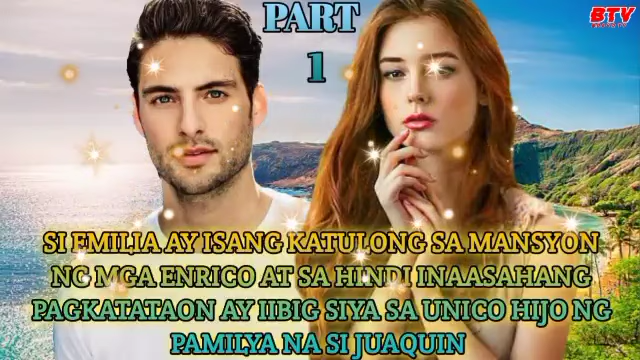 PART
1
BTV
SI EMILIA AY ISANG KATULONG SA MANSYON
NG MGA ENRICO AT SA HINDI INAASAHANG
PAGKATATAON AY IIBIG SIYA SA UNICO HIJO NG
PAMILYA NA SI JUAQUIN